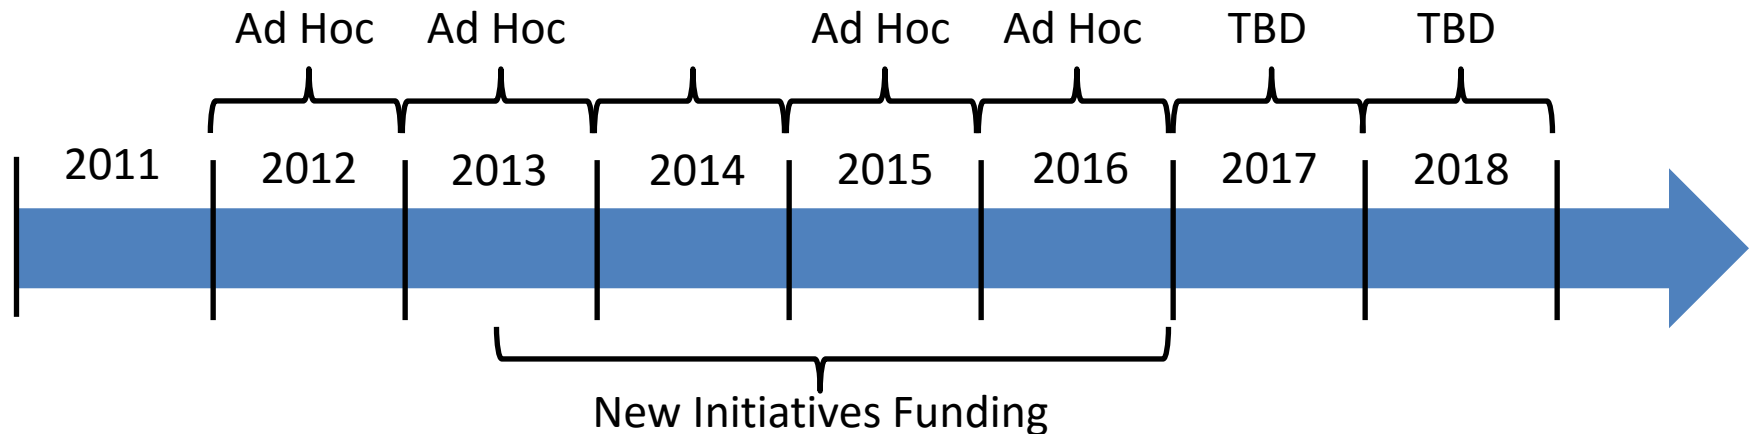 Ad Hoc Ad Hoc Ad Hoc Ad Hoc TBD TBD
2011 2012 2013 2014 2015 2016 2017 2018
New Initiatives Funding